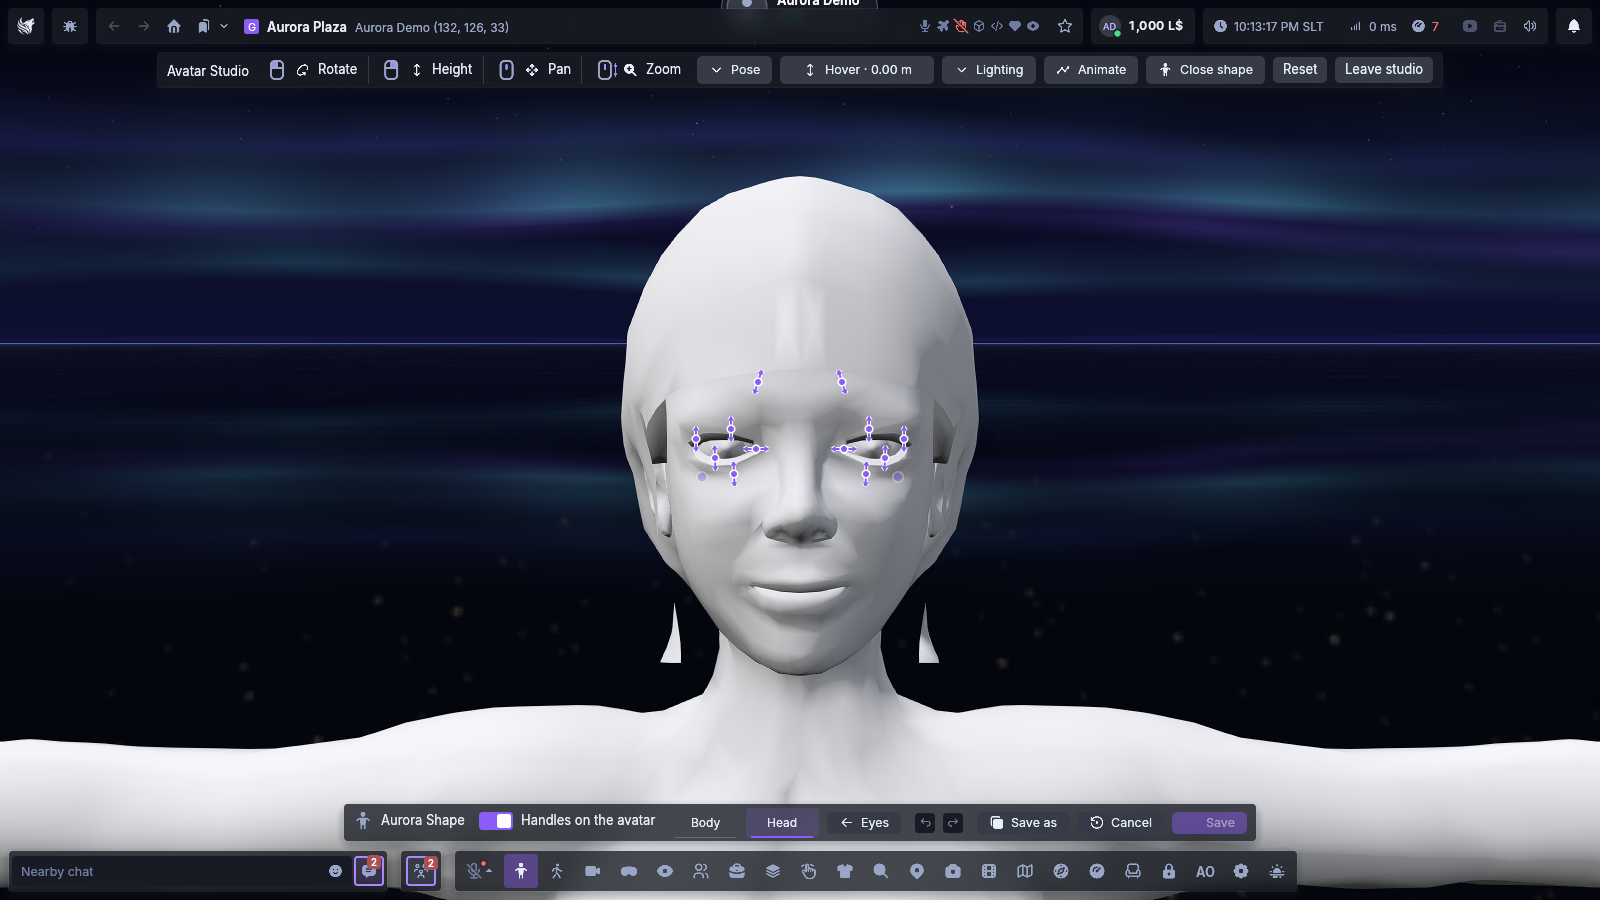 Aurora Demo
G Aurora Plaza Aurora Demo (132, 126, 33)
AD 1,000 L$ 10:13:17 PM SLT 0 ms 7
Avatar Studio Rotate Height Pan Zoom Pose Hover · 0.00 m Lighting Animate Close shape Reset Leave studio
Aurora Shape Handles on the avatar Body Head Eyes Save as Cancel Save
Nearby chat 2 2 AO